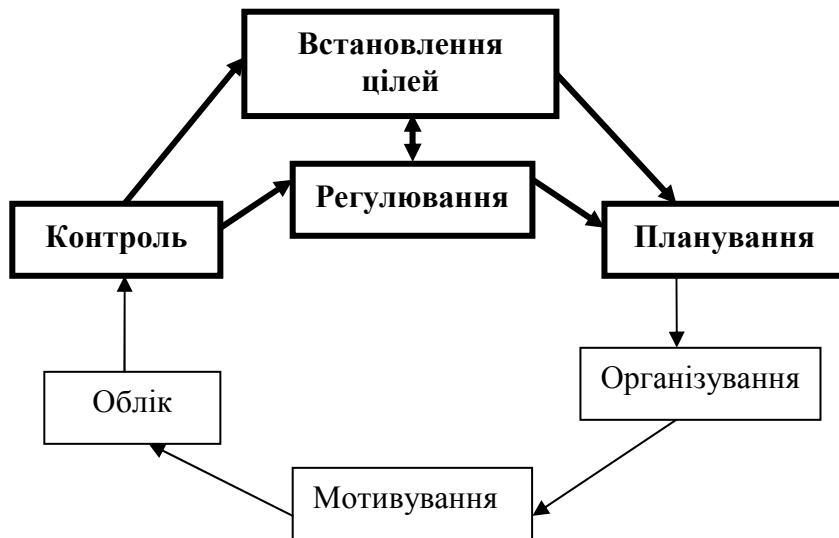 Встановлення
цілей
Регулювання
Контроль
Планування
Організування
Облік
Мотивування